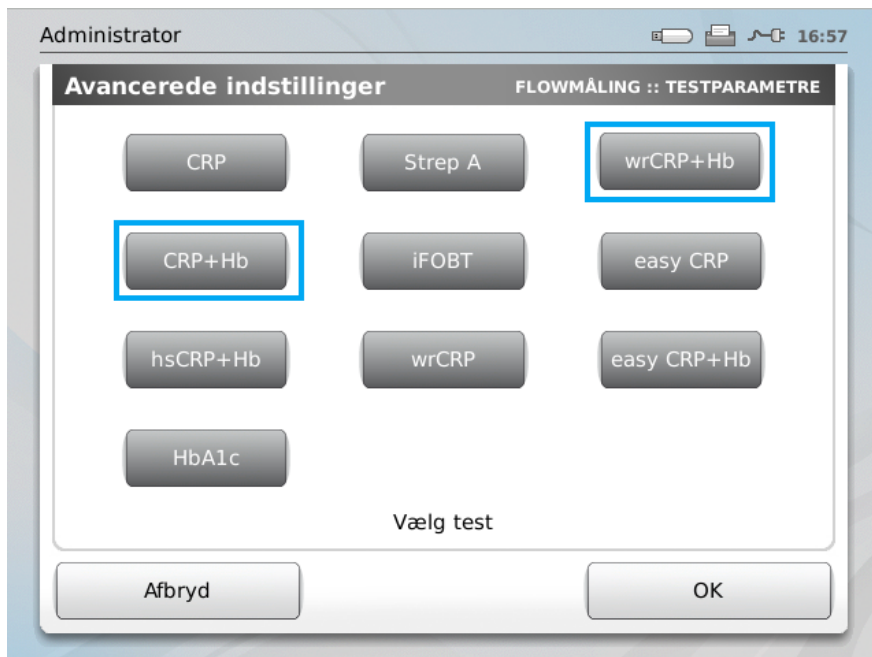 Administrator 16:57
Avancerede indstillinger FLOWMÅLING :: TESTPARAMETRE
CRP Strep A wrCRP+Hb
CRP+Hb iFOBT easy CRP
hsCRP+Hb wrCRP easy CRP+Hb
HbA1c
Vælg test
Afbryd OK